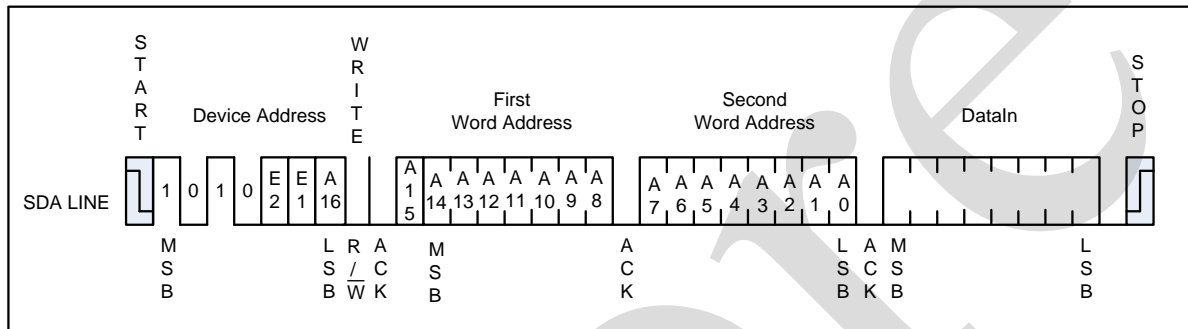 START
WRITE
STOP
Device Address
First
Word Address
Second
Word Address
DataIn
SDA LINE
1 0 1 0 E2 E1 A16 A15 A14 A13 A12 A11 A10 A9 A8 A7 A6 A5 A4 A3 A2 A1 A0
MSB LSB R/W ACK MSB ACK LSB ACK MSB LSB
re